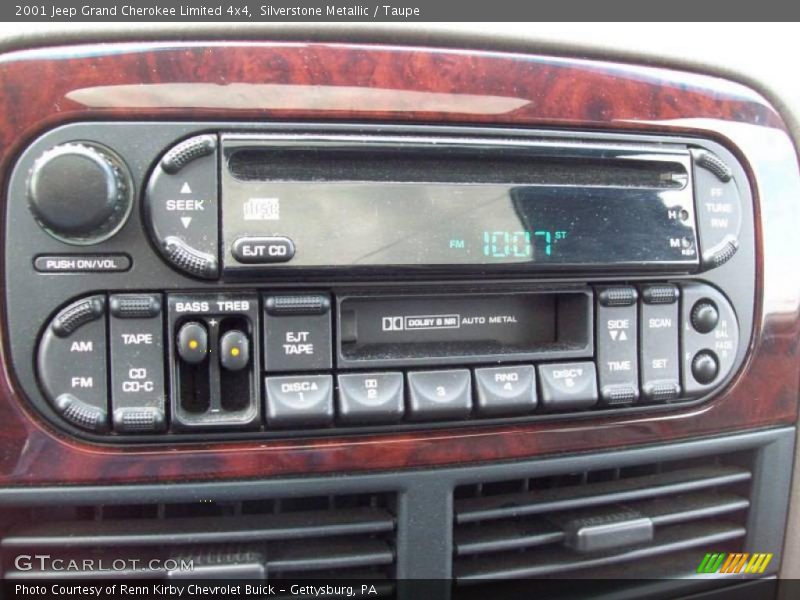 2001 Jeep Grand Cherokee Limited 4x4, Silverstone Metallic / Taupe
SEEK
FF
TUNE
RW
disc
H
M
EJT CD
FM 1007 ST
PUSH ON/VOL
BASS TREB
AM
FM
TAPE
CD
CD-C
EJT
TAPE
DOLBY B NR AUTO METAL
SIDE
TIME
SCAN
SET
BAL
FADE
DISC
1
2
3
RND
4
DISC
5
GTCARLOT.COM
Photo Courtesy of Renn Kirby Chevrolet Buick - Gettysburg, PA